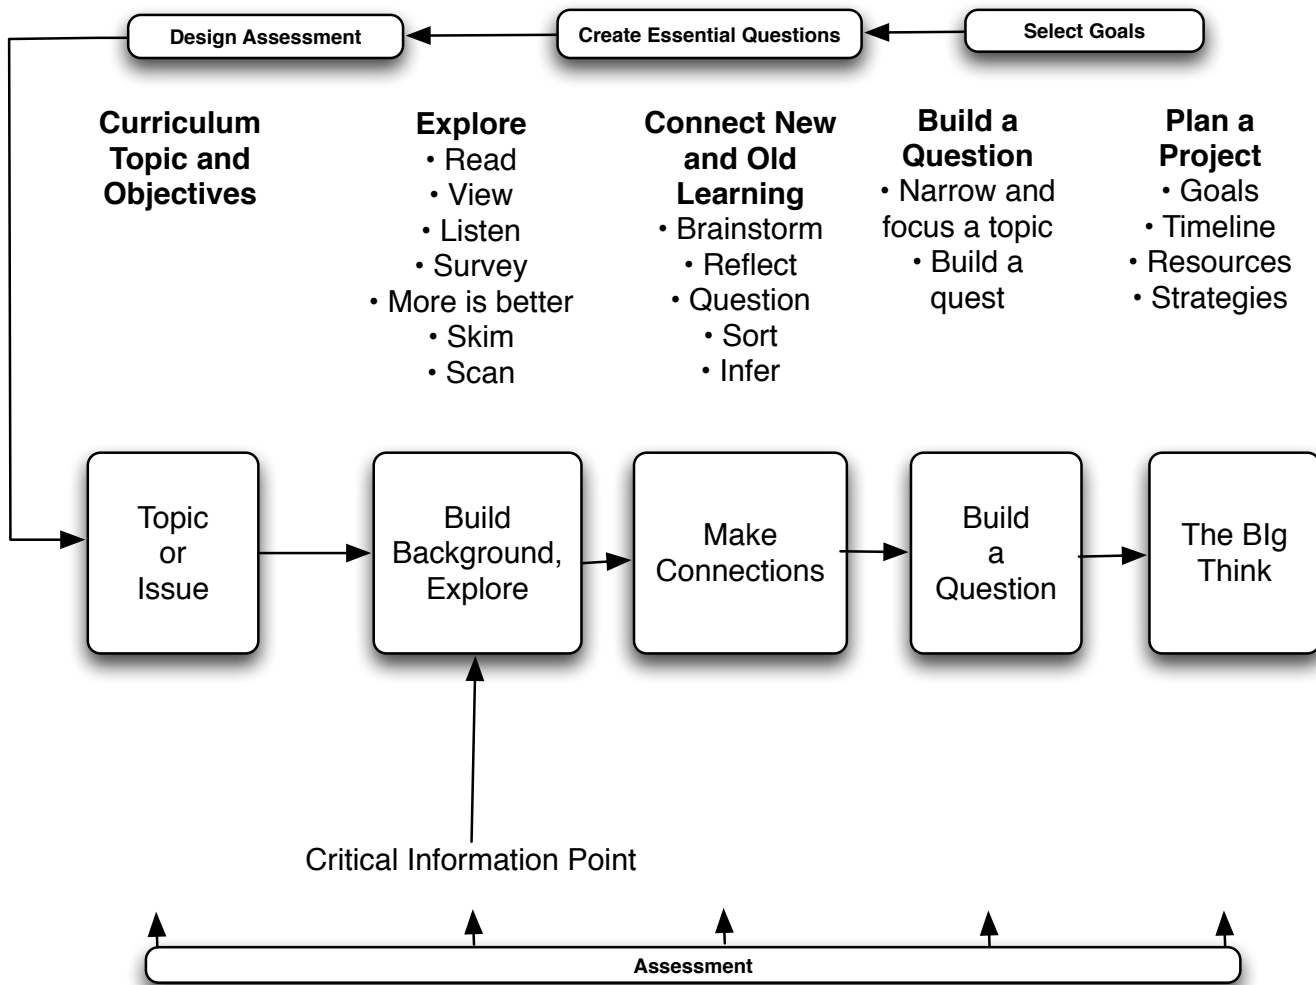 Design Assessment
Create Essential Questions
Select Goals
Curriculum
Topic and
Objectives
Explore
• Read
• View
• Listen
• Survey
• More is better
• Skim
• Scan
Connect New
and Old
Learning
• Brainstorm
• Reflect
• Question
• Sort
• Infer
Build a
Question
• Narrow and
focus a topic
• Build a
quest
Plan a
Project
• Goals
• Timeline
• Resources
• Strategies
Topic
or
Issue
Build
Background,
Explore
Make
Connections
Build
a
Question
The BIg
Think
Critical Information Point
Assessment